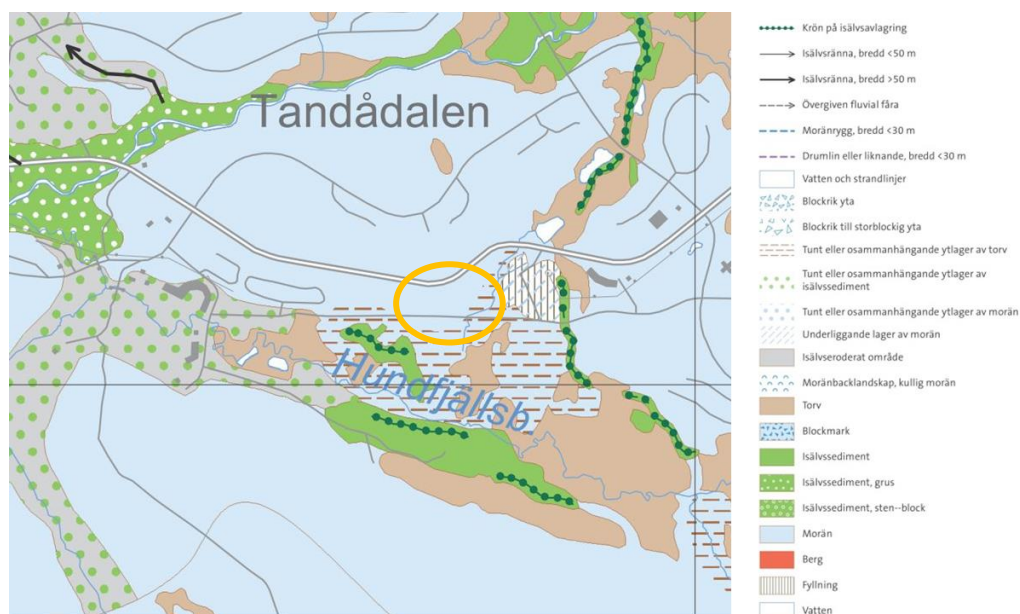 Tandådalen
Hundfjällsb.
Krön på isälvsavlagring
Isälvsränna, bredd <50 m
Isälvsränna, bredd >50 m
Övergiven fluvial fåra
Moränrygg, bredd <30 m
Drumlin eller liknande, bredd <30 m
Vatten och strandlinjer
Blockrik yta
Blockrik till storblockig yta
Tunt eller osammanhängande ytlager av torv
Tunt eller osammanhängande ytlager av
isälvssediment
Tunt eller osammanhängande ytlager av morän
Underliggande lager av morän
Isälvseroderat område
Moränbacklandskap, kullig morän
Torv
Blockmark
Isälvssediment
Isälvssediment, grus
Isälvssediment, sten--block
Morän
Berg
Fyllning
Vatten